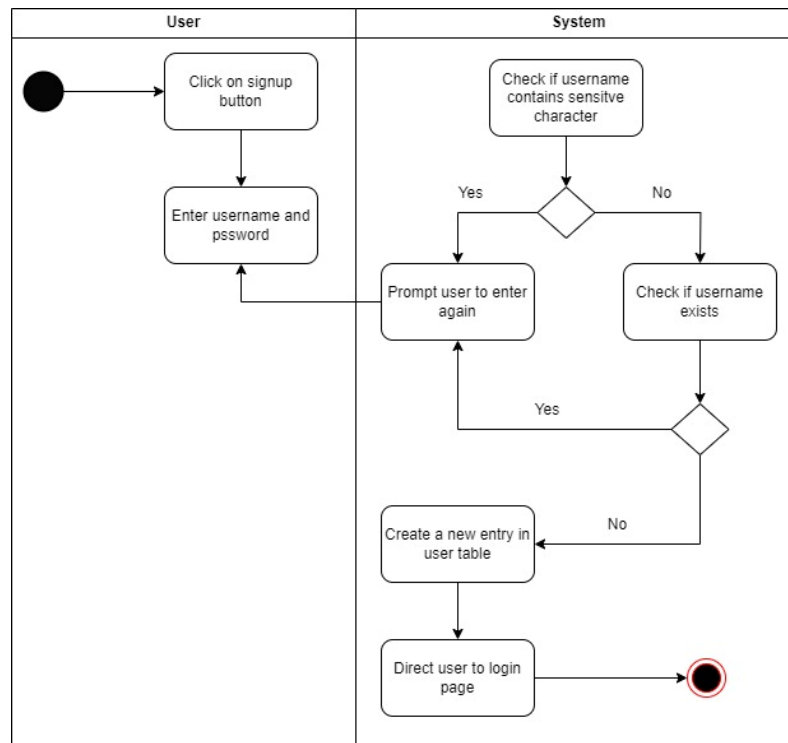 User
System
Click on signup
button
Check if username
contains sensitve
character
Enter username and
pssword
Yes
No
Prompt user to enter
again
Check if username
exists
Yes
No
Create a new entry in
user table
Direct user to login
page